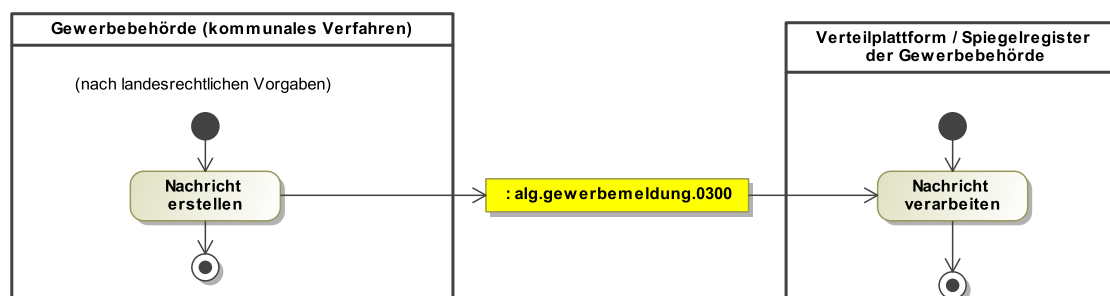 Gewerbebehörde (kommunales Verfahren)
(nach landesrechtlichen Vorgaben)
Nachricht
erstellen
: alg.gewerbemeldung.0300
Verteilplattform / Spiegelregister
der Gewerbebehörde
Nachricht
verarbeiten